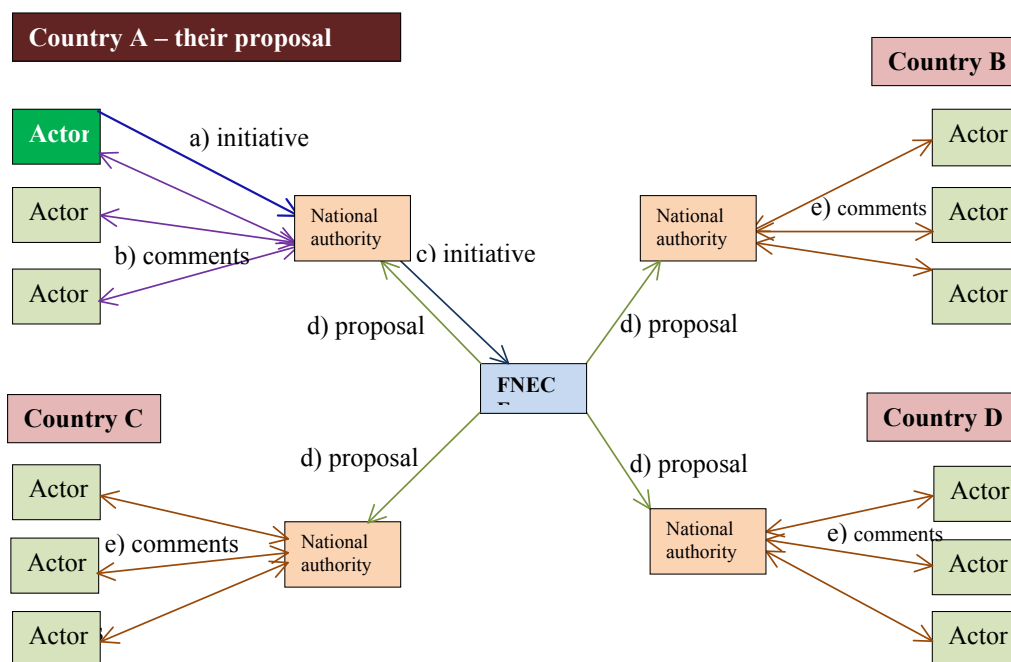 Country A – their proposal
Country B
Actor
a) initiative
Actor
Actor
National
authority
National
authority
e) comments
Actor
b) comments
c) initiative
Actor
Actor
d) proposal
d) proposal
FNEC
Country C
Country D
d) proposal
d) proposal
Actor
Actor
National
authority
National
authority
e) comments
e) comments
Actor
Actor
Actor
Actor